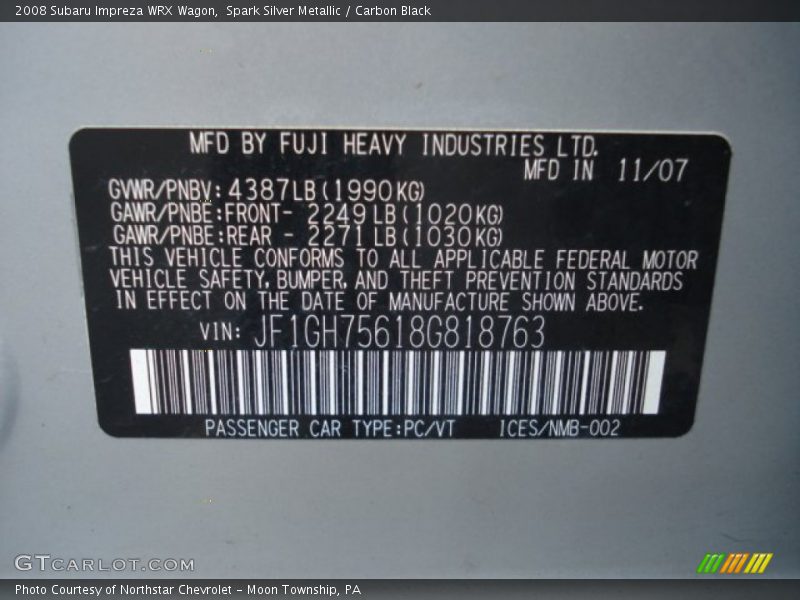 2008 Subaru Impreza WRX Wagon,  Spark Silver Metallic / Carbon Black
MFD BY FUJI HEAVY INDUSTRIES LTD.
MFD IN 11/07
GVWR/PNBV: 4387LB(1990KG)
GAWR/PNBE:FRONT- 2249LB(1020KG)
GAWR/PNBE:REAR - 2271LB(1030KG)
THIS VEHICLE CONFORMS TO ALL APPLICABLE FEDERAL MOTOR
VEHICLE SAFETY, BUMPER, AND THEFT PREVENTION STANDARDS
IN EFFECT ON THE DATE OF MANUFACTURE SHOWN ABOVE.
VIN: JF1GH75618G818763
PASSENGER CAR TYPE:PC/VT ICES/NMB-002
GTCARLOT.COM
Photo Courtesy of Northstar Chevrolet – Moon Township, PA